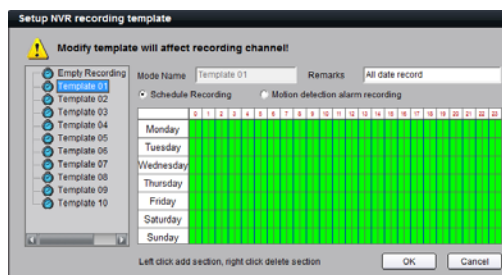 Setup NVR recording template
Modify template will affect recording channel!
Empty Recording
Template 01
Template 02
Template 03
Template 04
Template 05
Template 06
Template 07
Template 08
Template 09
Template 10
Mode Name Template 01 Remarks All date record
Schedule Recording Motion detection alarm recording
0 1 2 3 4 5 6 7 8 9 10 11 12 13 14 15 16 17 18 19 20 21 22 23
Monday
Tuesday
Wednesday
Thursday
Friday
Saturday
Sunday
Left click add section, right click delete section OK Cancel